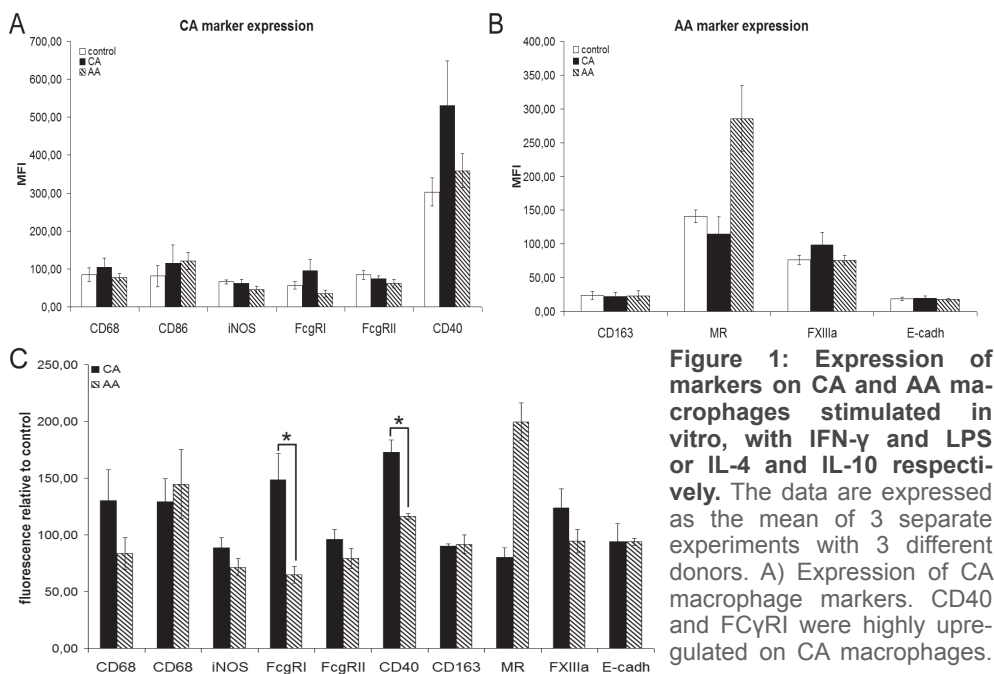 A
CA marker expression
700,00
600,00
500,00
400,00
300,00
200,00
100,00
0,00
MFI
control
CA
AA
CD68 CD86 iNOS FcgRI FcgRII CD40
B
AA marker expression
400,00
350,00
300,00
250,00
200,00
150,00
100,00
50,00
0,00
MFI
control
CA
AA
CD163 MR FXIIIa E-cadh
C
250,00
200,00
150,00
100,00
50,00
0,00
fluorescence relative to control
CA
AA
* *
CD68 CD68 iNOS FcgRI FcgRII CD40 CD163 MR FXIIIa E-cadh
Figure 1: Expression of
markers on CA and AA ma-
crophages stimulated in
vitro, with IFN-γ and LPS
or IL-4 and IL-10 respecti-
vely. The data are expressed
as the mean of 3 separate
experiments with 3 different
donors. A) Expression of CA
macrophage markers. CD40
and FCγRI were highly upre-
gulated on CA macrophages.